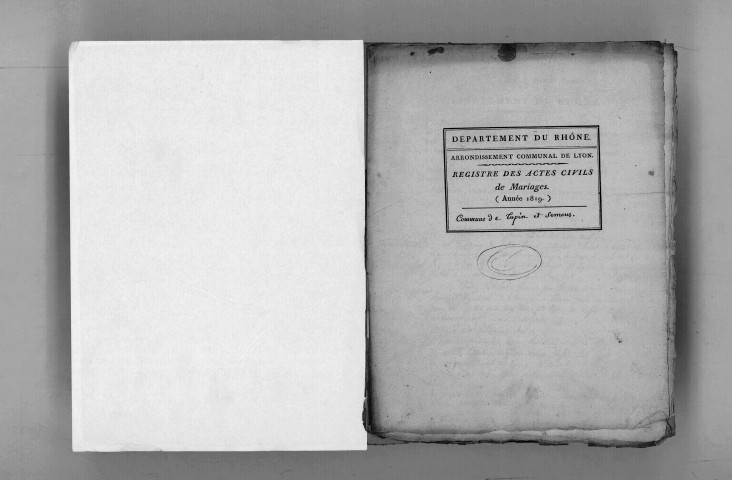 DEPARTEMENT DU RHÔNE.
ARRONDISSEMENT COMMUNAL DE LYON.
REGISTRE DES ACTES CIVILS
de Mariages.
( Année 1819. )
Commune de Tupin et Semons.